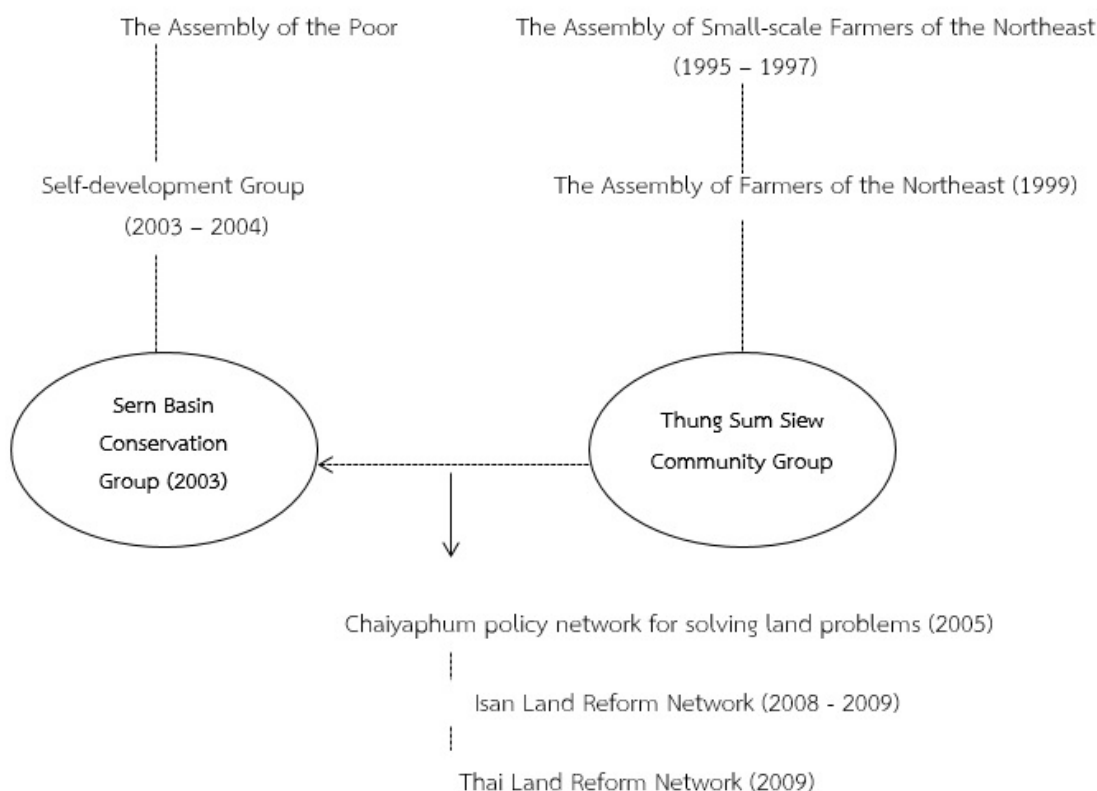 The Assembly of the Poor
The Assembly of Small-scale Farmers of the Northeast
(1995 – 1997)
Self-development Group
(2003 – 2004)
The Assembly of Farmers of the Northeast (1999)
Sern Basin
Conservation
Group (2003)
Thung Sum Siew
Community Group
Chaiyaphum policy network for solving land problems (2005)
Isan Land Reform Network (2008 - 2009)
Thai Land Reform Network (2009)